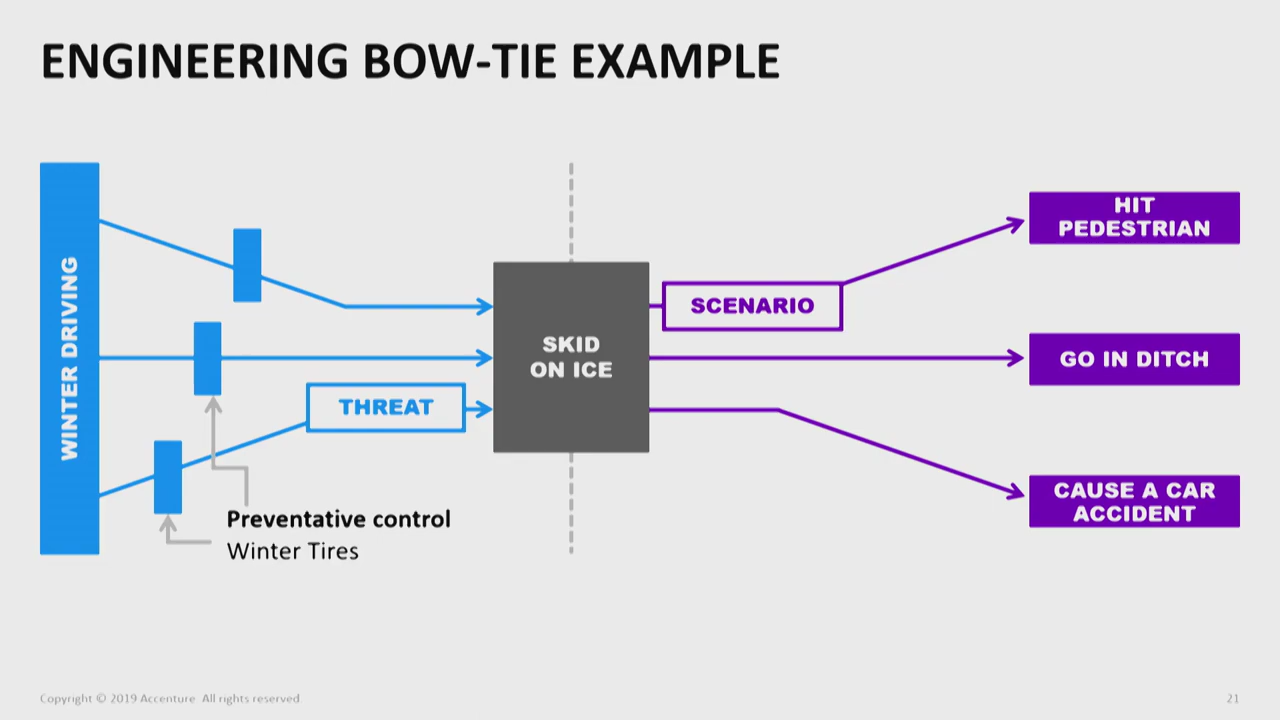 ENGINEERING BOW-TIE EXAMPLE
WINTER DRIVING
THREAT
Preventative control
Winter Tires
SKID
ON ICE
SCENARIO
HIT
PEDESTRIAN
GO IN DITCH
CAUSE A CAR
ACCIDENT
Copyright © 2019 Accenture All rights reserved.
21